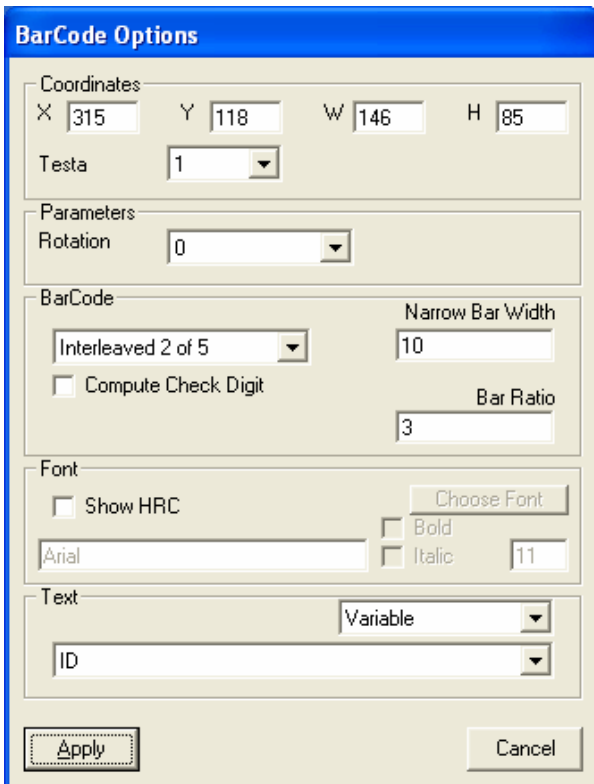 BarCode Options
Coordinates
X 315 Y 118 W 146 H 85
Testa 1
Parameters
Rotation 0
BarCode
Narrow Bar Width
Interleaved 2 of 5 10
Compute Check Digit
Bar Ratio
3
Font
Show HRC Choose Font
Bold
Arial Italic 11
Text
Variable
ID
Apply Cancel